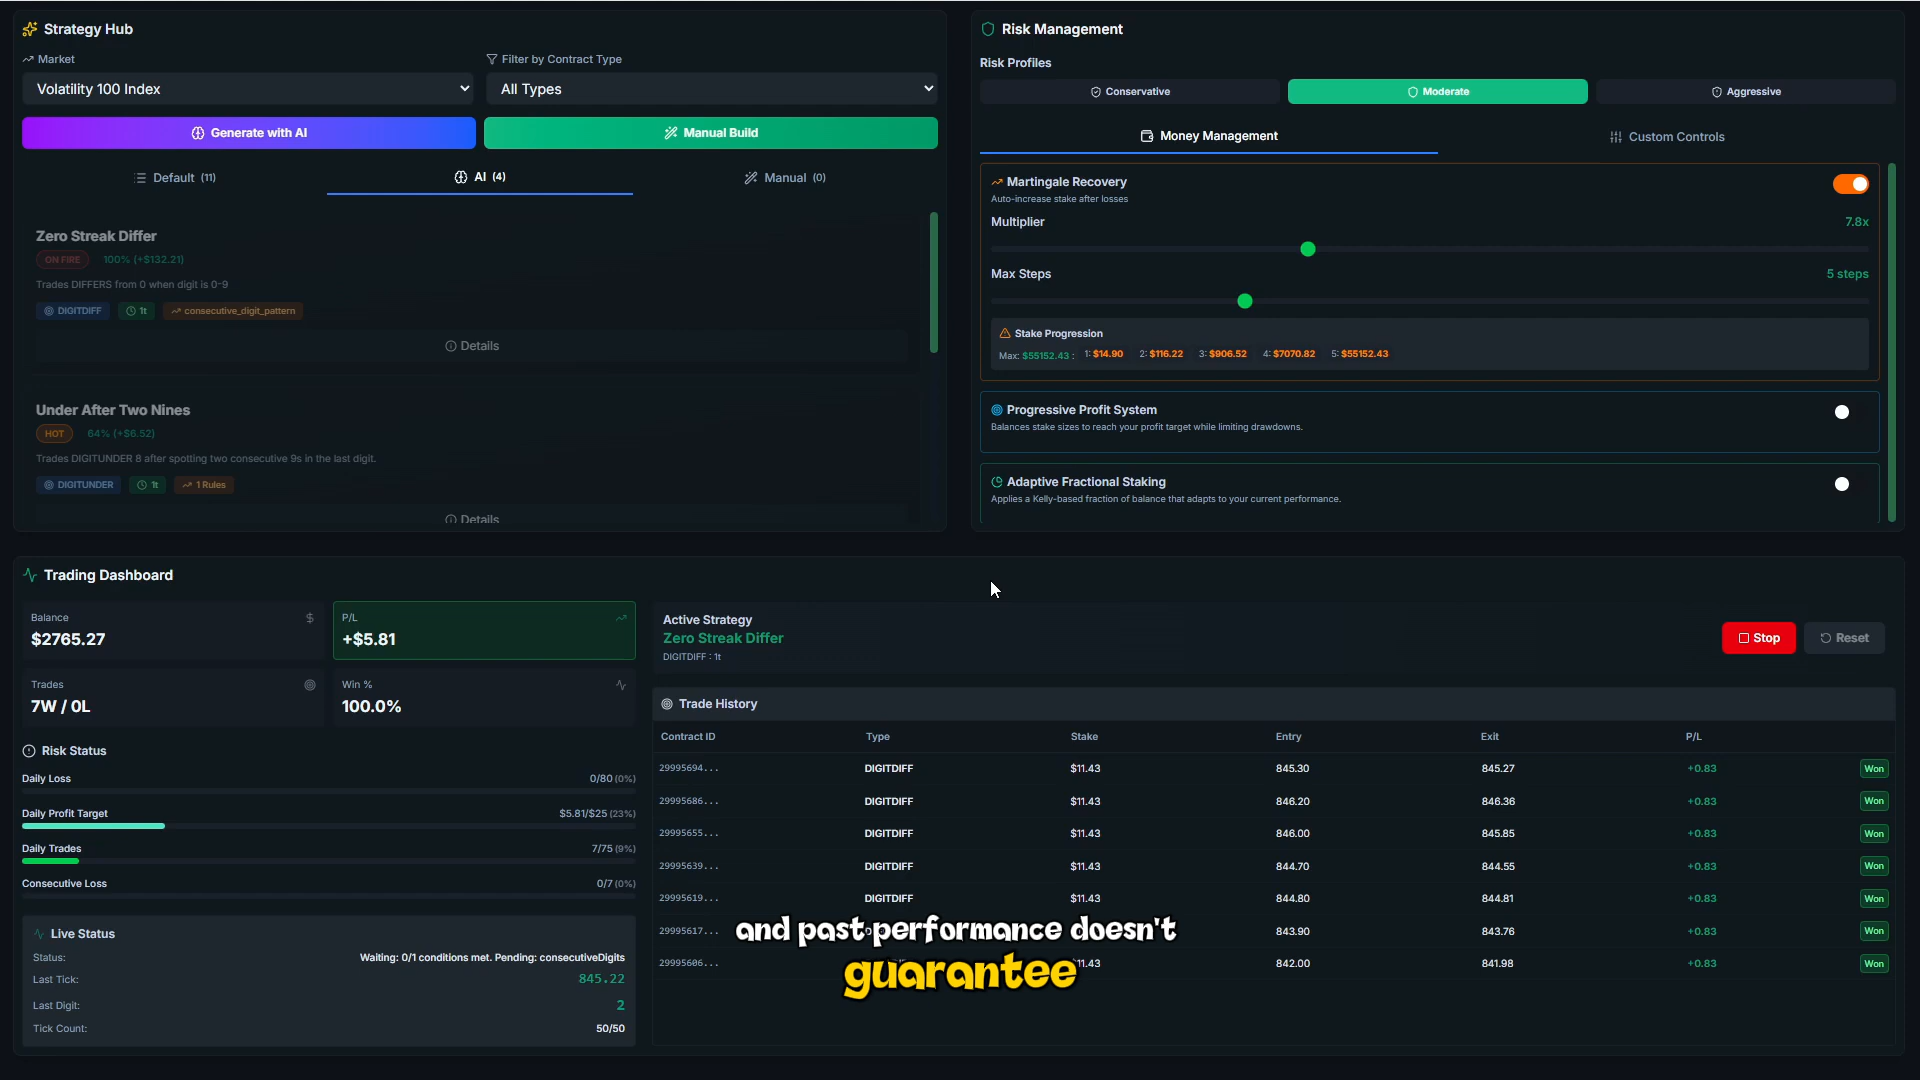 Strategy Hub
Market
Filter by Contract Type
Volatility 100 Index
All Types
Generate with AI
Manual Build
Default (11)
AI (4)
Manual (0)
Zero Streak Differ
ON FIRE 100% (+$132.21)
Trades DIFFERS from 0 when digit is 0-9
DIGITDIFF 1t consecutive_digit_pattern
Details
Under After Two Nines
HOT 64% (+$6.52)
Trades DIGITUNDER 8 after spotting two consecutive 9s in the last digit.
DIGITUNDER 1t 1 Rules
Details
Risk Management
Risk Profiles
Conservative
Moderate
Aggressive
Money Management
Custom Controls
Martingale Recovery
Auto-increase stake after losses
Multiplier 7.8x
Max Steps 5 steps
Stake Progression
Max: $55152.43 : 1: $14.90 2: $116.22 3: $906.52 4: $7070.82 5: $55152.43
Progressive Profit System
Balances stake sizes to reach your profit target while limiting drawdowns.
Adaptive Fractional Staking
Applies a Kelly-based fraction of balance that adapts to your current performance.
Trading Dashboard
Balance
$2765.27
P/L
+$5.81
Trades
7W / 0L
Win %
100.0%
Risk Status
Daily Loss 0/80 (0%)
Daily Profit Target $5.81/$25 (23%)
Daily Trades 7/75 (9%)
Consecutive Loss 0/7 (0%)
Live Status
Status: Waiting: 0/1 conditions met. Pending: consecutiveDigits
Last Tick: 845.22
Last Digit: 2
Tick Count: 50/50
Active Strategy
Zero Streak Differ
DIGITDIFF : 1t
Stop
Reset
Trade History
Contract ID Type Stake Entry Exit P/L
29995694... DIGITDIFF $11.43 845.30 845.27 +0.83 Won
29995686... DIGITDIFF $11.43 846.20 846.36 +0.83 Won
29995655... DIGITDIFF $11.43 846.00 845.85 +0.83 Won
29995639... DIGITDIFF $11.43 844.70 844.55 +0.83 Won
29995619... DIGITDIFF $11.43 844.80 844.81 +0.83 Won
29995617... 843.90 843.76 +0.83 Won
29995606... 842.00 841.98 +0.83 Won
and past performance doesn't
guarantee